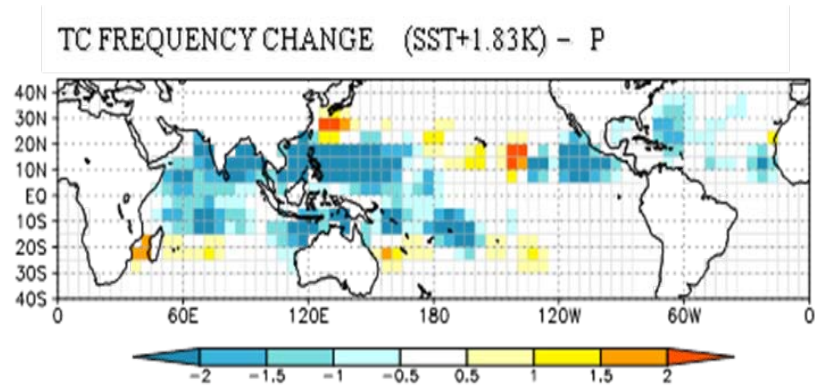 TC FREQUENCY CHANGE (SST+1.83K) – P
40N
30N
20N
10N
EQ
10S
20S
30S
40S
0 60E 120E 180 120W 60W 0
-2 -1.5 -1 -0.5 0.5 1 1.5 2